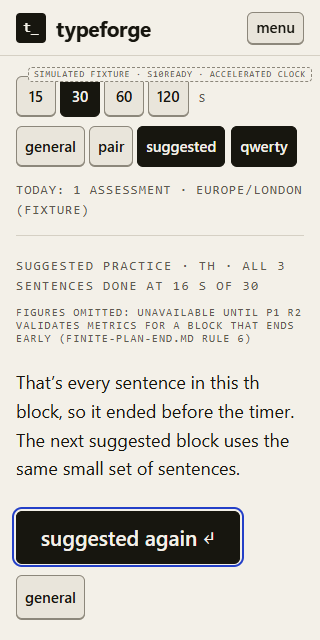 t_ typeforge menu
SIMULATED FIXTURE · S10READY · ACCELERATED CLOCK
15 30 60 120 s
general pair suggested qwerty
TODAY: 1 ASSESSMENT · EUROPE/LONDON
(FIXTURE)
SUGGESTED PRACTICE · TH · ALL 3
SENTENCES DONE AT 16 S OF 30
FIGURES OMITTED: UNAVAILABLE UNTIL P1 R2
VALIDATES METRICS FOR A BLOCK THAT ENDS
EARLY (FINITE-PLAN-END.MD RULE 6)
That's every sentence in this th
block, so it ended before the timer.
The next suggested block uses the
same small set of sentences.
suggested again ↵
general